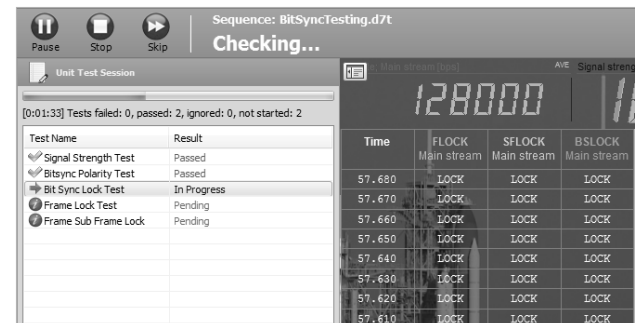 Pause
Stop
Skip
Sequence: BitSyncTesting.d7t
Checking...
Unit Test Session
[0:01:33] Tests failed: 0, passed: 2, ignored: 0, not started: 2
Test Name Result
Signal Strength Test Passed
Bitsync Polarity Test Passed
Bit Sync Lock Test In Progress
Frame Lock Test Pending
Frame Sub Frame Lock Pending
Main stream [bps] AVE Signal streng
128000
Time FLOCK SFLOCK BSLOCK
Main stream Main stream Main stream
57.680 LOCK LOCK LOCK
57.670 LOCK LOCK LOCK
57.660 LOCK LOCK LOCK
57.650 LOCK LOCK LOCK
57.640 LOCK LOCK LOCK
57.630 LOCK LOCK LOCK
57.620 LOCK LOCK LOCK
57.610 LOCK LOCK LOCK